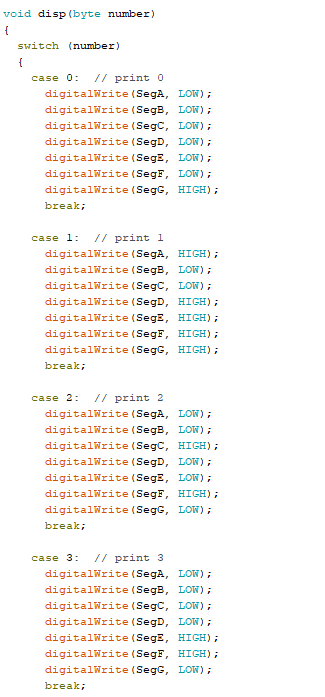 void disp(byte number)
{
  switch (number)
  {
    case 0:  // print 0
      digitalWrite(SegA, LOW);
      digitalWrite(SegB, LOW);
      digitalWrite(SegC, LOW);
      digitalWrite(SegD, LOW);
      digitalWrite(SegE, LOW);
      digitalWrite(SegF, LOW);
      digitalWrite(SegG, HIGH);
      break;

    case 1:  // print 1
      digitalWrite(SegA, HIGH);
      digitalWrite(SegB, LOW);
      digitalWrite(SegC, LOW);
      digitalWrite(SegD, HIGH);
      digitalWrite(SegE, HIGH);
      digitalWrite(SegF, HIGH);
      digitalWrite(SegG, HIGH);
      break;

    case 2:  // print 2
      digitalWrite(SegA, LOW);
      digitalWrite(SegB, LOW);
      digitalWrite(SegC, HIGH);
      digitalWrite(SegD, LOW);
      digitalWrite(SegE, LOW);
      digitalWrite(SegF, HIGH);
      digitalWrite(SegG, LOW);
      break;

    case 3:  // print 3
      digitalWrite(SegA, LOW);
      digitalWrite(SegB, LOW);
      digitalWrite(SegC, LOW);
      digitalWrite(SegD, LOW);
      digitalWrite(SegE, HIGH);
      digitalWrite(SegF, HIGH);
      digitalWrite(SegG, LOW);
      break;